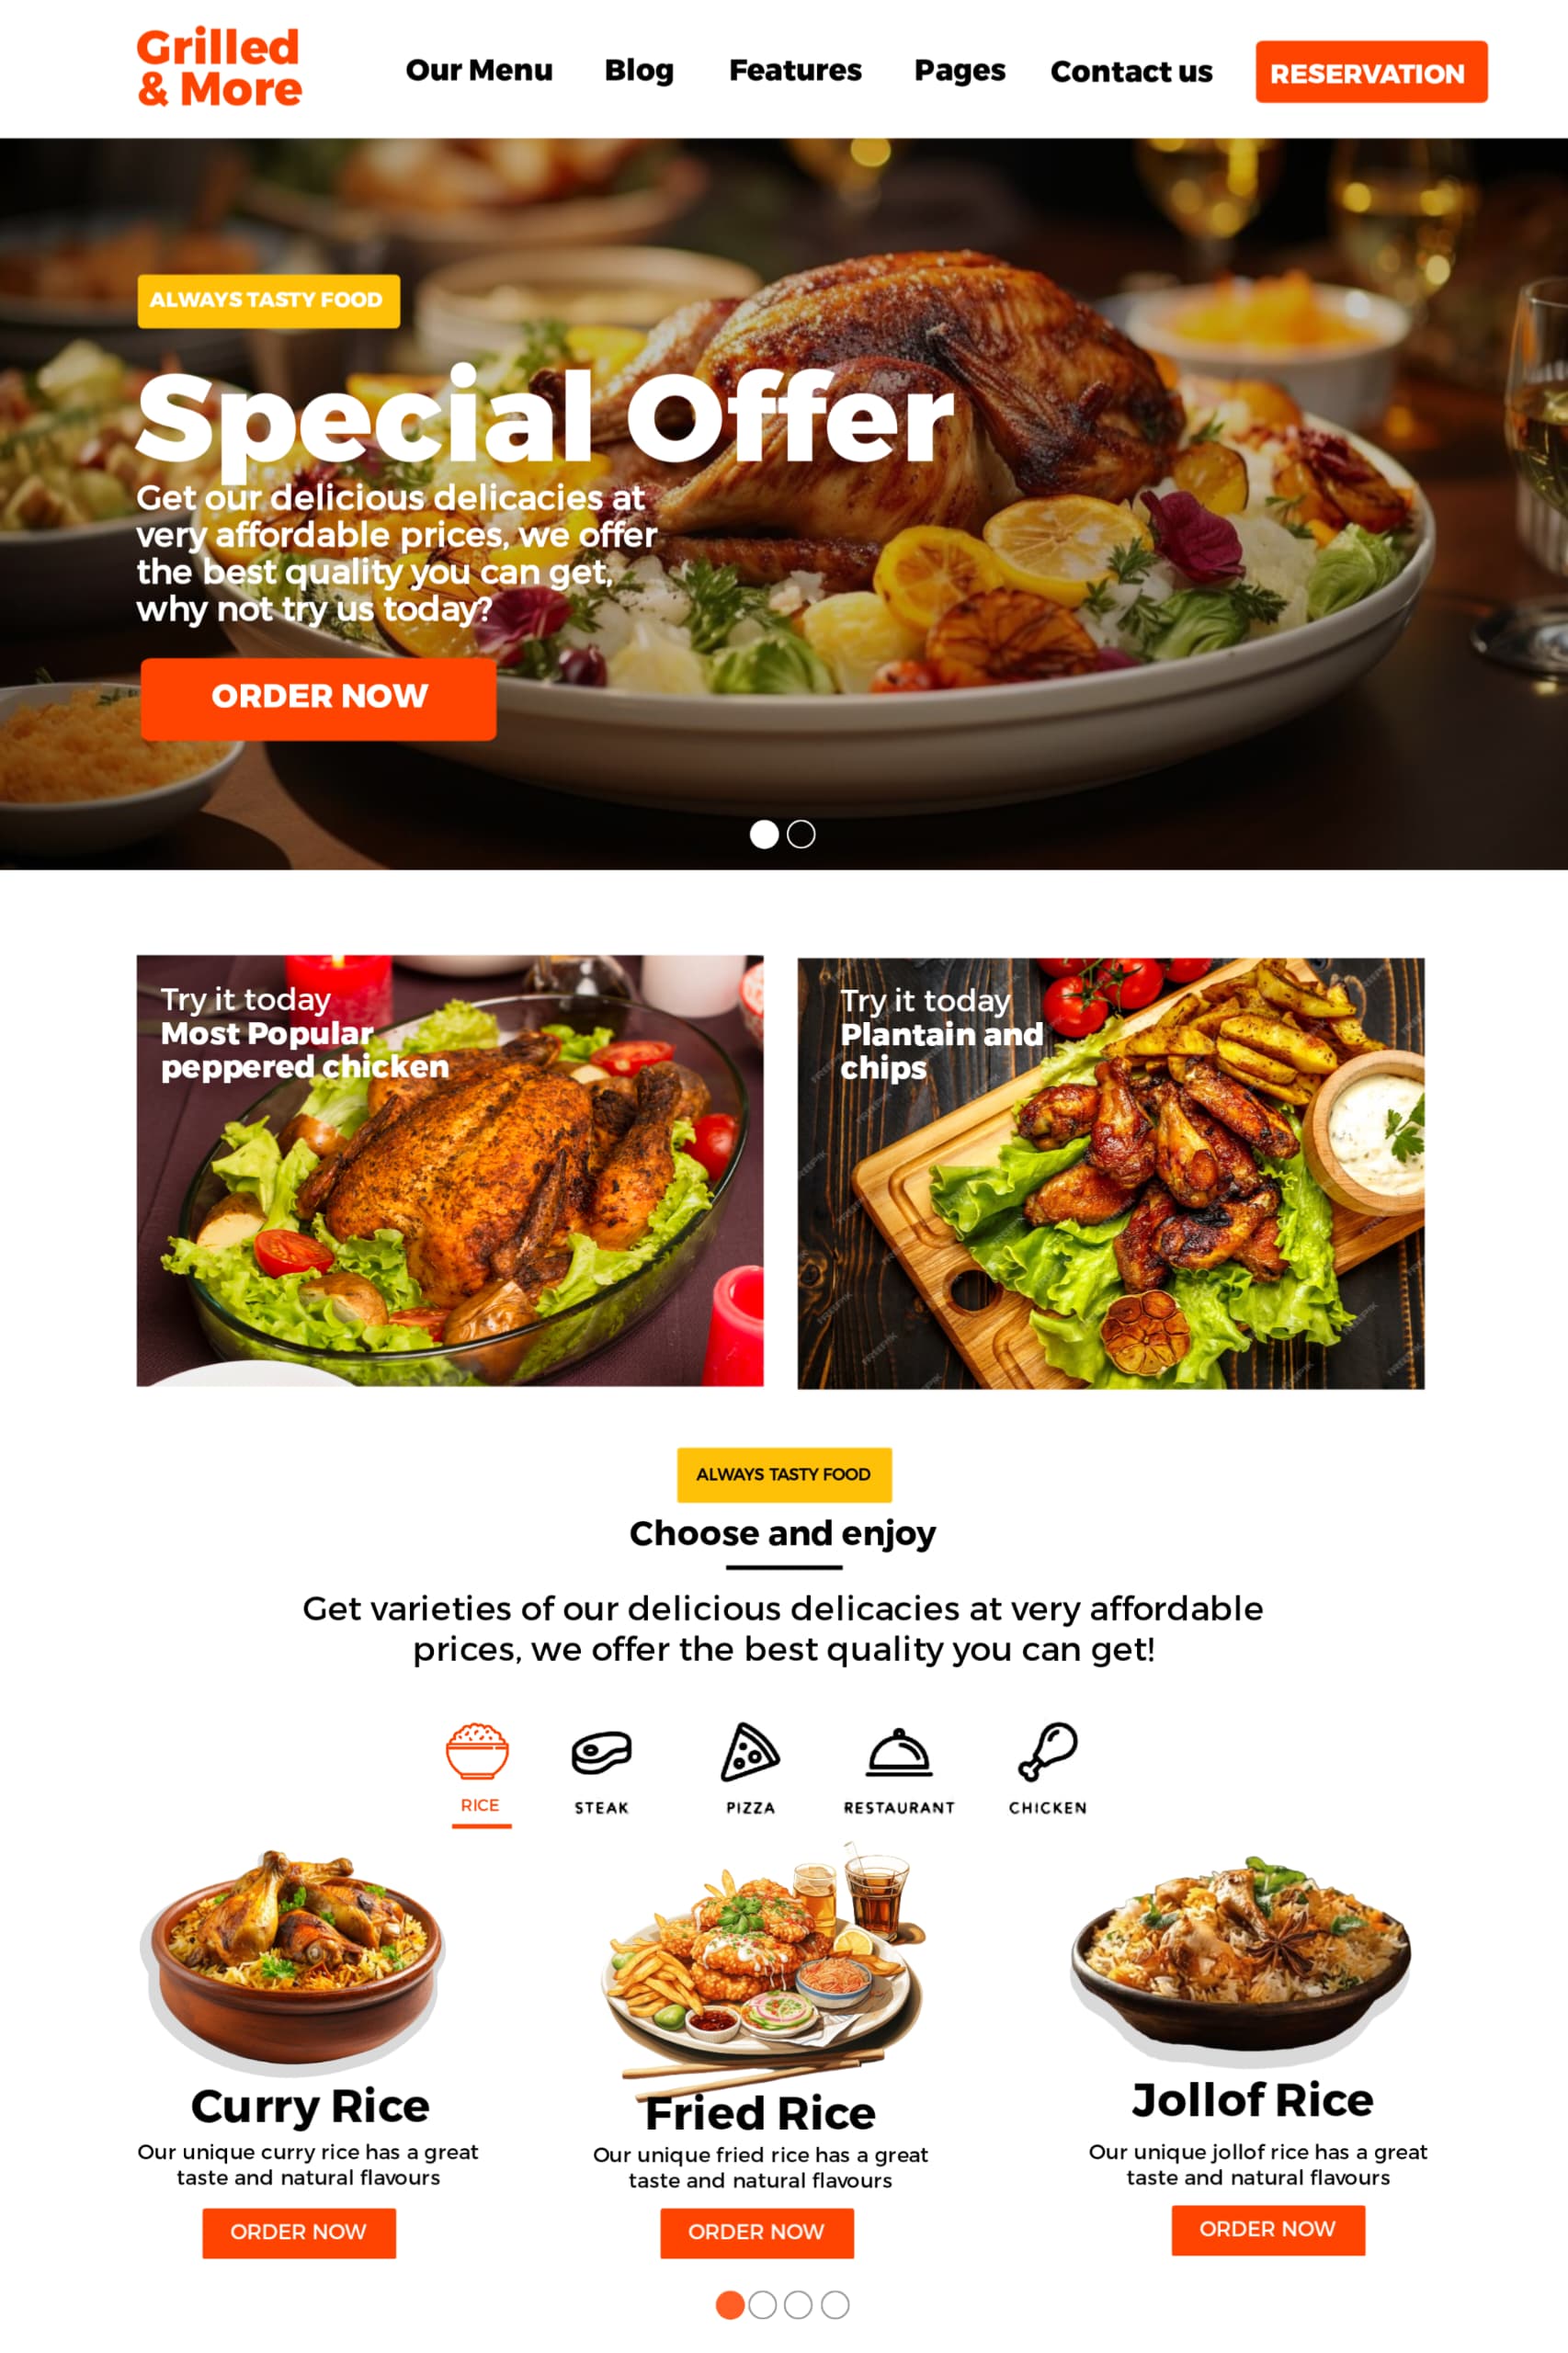 Grilled
& More
Our Menu Blog Features Pages Contact us RESERVATION
ALWAYS TASTY FOOD
Special Offer
Get our delicious delicacies at
very affordable prices, we offer
the best quality you can get,
why not try us today?
ORDER NOW
Try it today
Most Popular
peppered chicken
Try it today
Plantain and
chips
ALWAYS TASTY FOOD
Choose and enjoy
Get varieties of our delicious delicacies at very affordable
prices, we offer the best quality you can get!
RICE STEAK PIZZA RESTAURANT CHICKEN
Curry Rice
Our unique curry rice has a great
taste and natural flavours
ORDER NOW
Fried Rice
Our unique fried rice has a great
taste and natural flavours
ORDER NOW
Jollof Rice
Our unique jollof rice has a great
taste and natural flavours
ORDER NOW